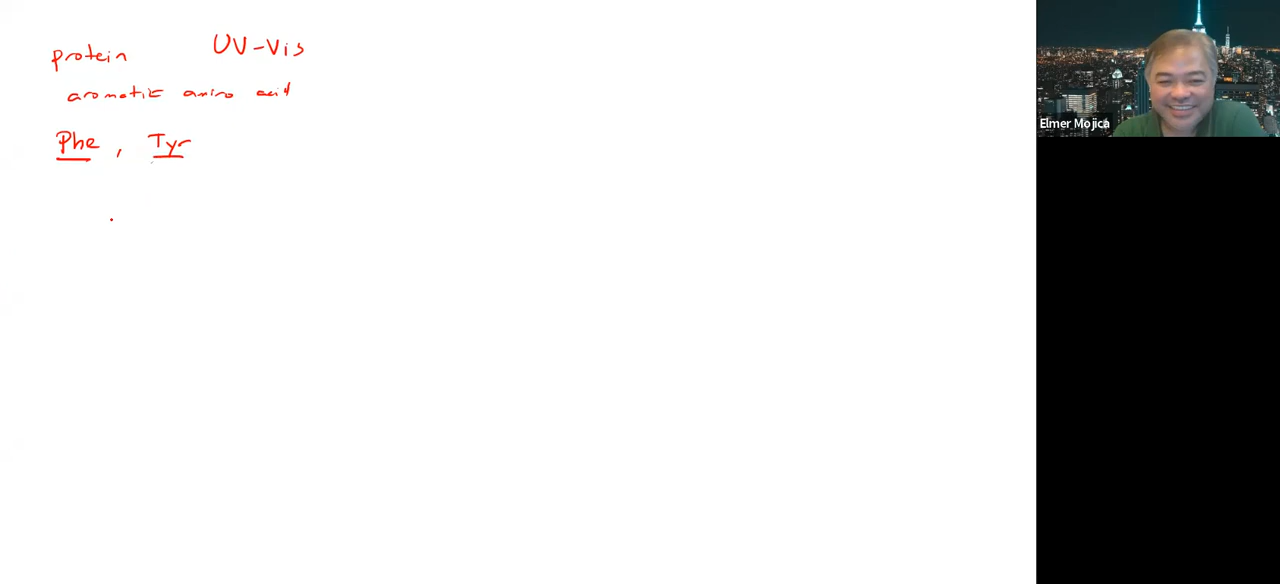 protein UV-Vis
aromatic amino acid
Phe, Tyr
Elmer Mojica